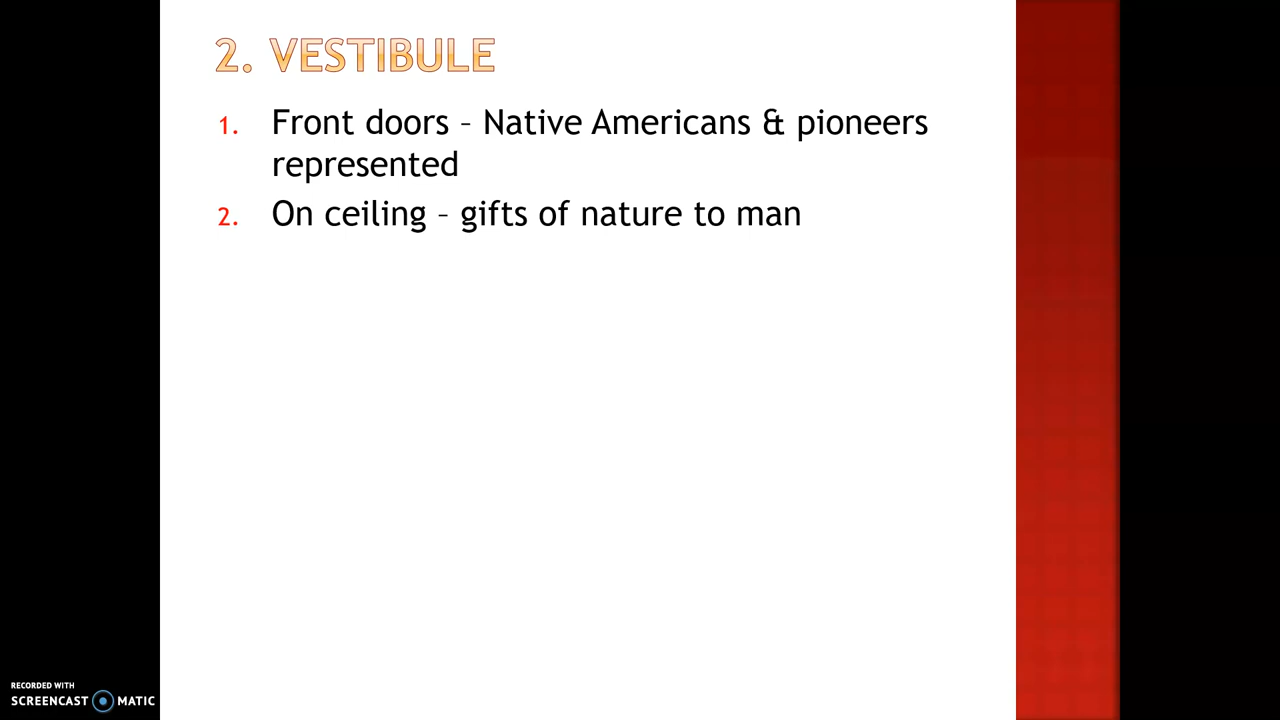 2. VESTIBULE
1. Front doors – Native Americans & pioneers
represented
2. On ceiling – gifts of nature to man
RECORDED WITH
SCREENCAST MATIC